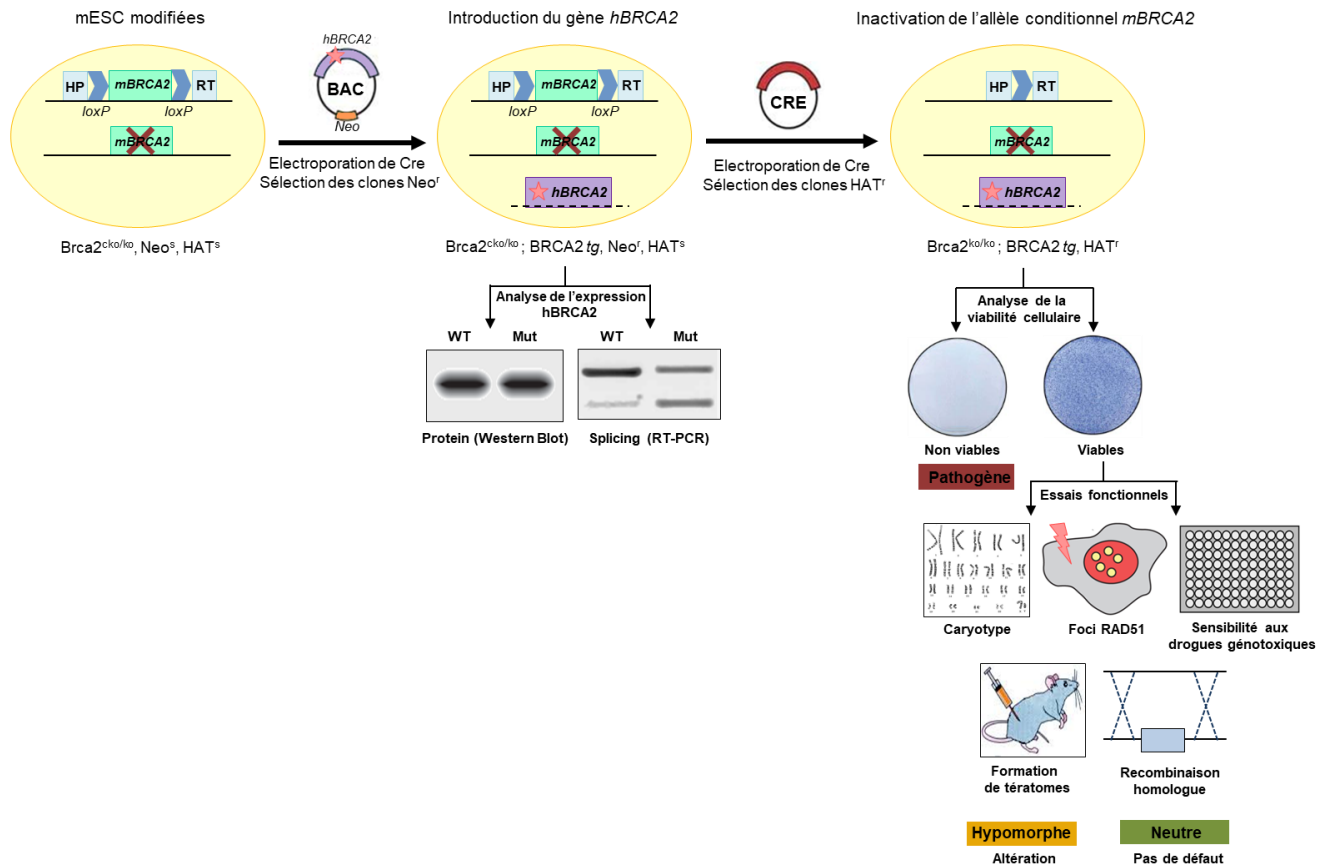 mESC modifiées
Introduction du gène hBRCA2
Inactivation de l'allèle conditionnel mBRCA2
HP
mBRCA2
RT
loxP
loxP
mBRCA2
hBRCA2
BAC
Neo
Electroporation de Cre
Sélection des clones Neoʳ
HP
mBRCA2
RT
loxP
loxP
mBRCA2
hBRCA2
CRE
Electroporation de Cre
Sélection des clones HATʳ
HP
RT
mBRCA2
hBRCA2
Brca2ᶜᵏᵒ/ᵏᵒ, Neoˢ, HATˢ
Brca2ᶜᵏᵒ/ᵏᵒ ; BRCA2 tg, Neoʳ, HATˢ
Brca2ᵏᵒ/ᵏᵒ ; BRCA2 tg, HATʳ
Analyse de l'expression
hBRCA2
WT
Mut
WT
Mut
Protein (Western Blot)
Splicing (RT-PCR)
Analyse de la
viabilité cellulaire
Non viables
Viables
Pathogène
Essais fonctionnels
Caryotype
Foci RAD51
Sensibilité aux
drogues génotoxiques
Formation
de tératomes
Recombinaison
homologue
Hypomorphe
Neutre
Altération
Pas de défaut